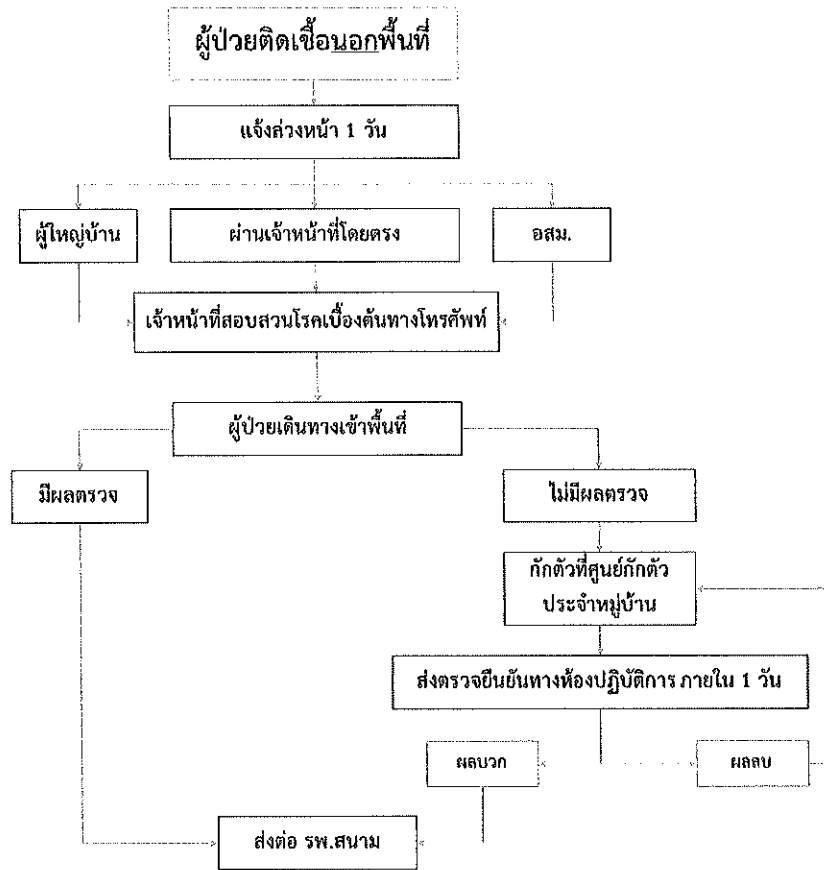 ผู้ป่วยติดเชื้อนอกพื้นที่
แจ้งล่วงหน้า 1 วัน
ผู้ใหญ่บ้าน
ผ่านเจ้าหน้าที่โดยตรง
อสม.
เจ้าหน้าที่สอบสวนโรคเบื้องต้นทางโทรศัพท์
ผู้ป่วยเดินทางเข้าพื้นที่
มีผลตรวจ
ไม่มีผลตรวจ
กักตัวที่ศูนย์กักตัว
ประจำหมู่บ้าน
ส่งตรวจยืนยันทางห้องปฏิบัติการ ภายใน 1 วัน
ผลบวก
ผลลบ
ส่งต่อ รพ.สนาม